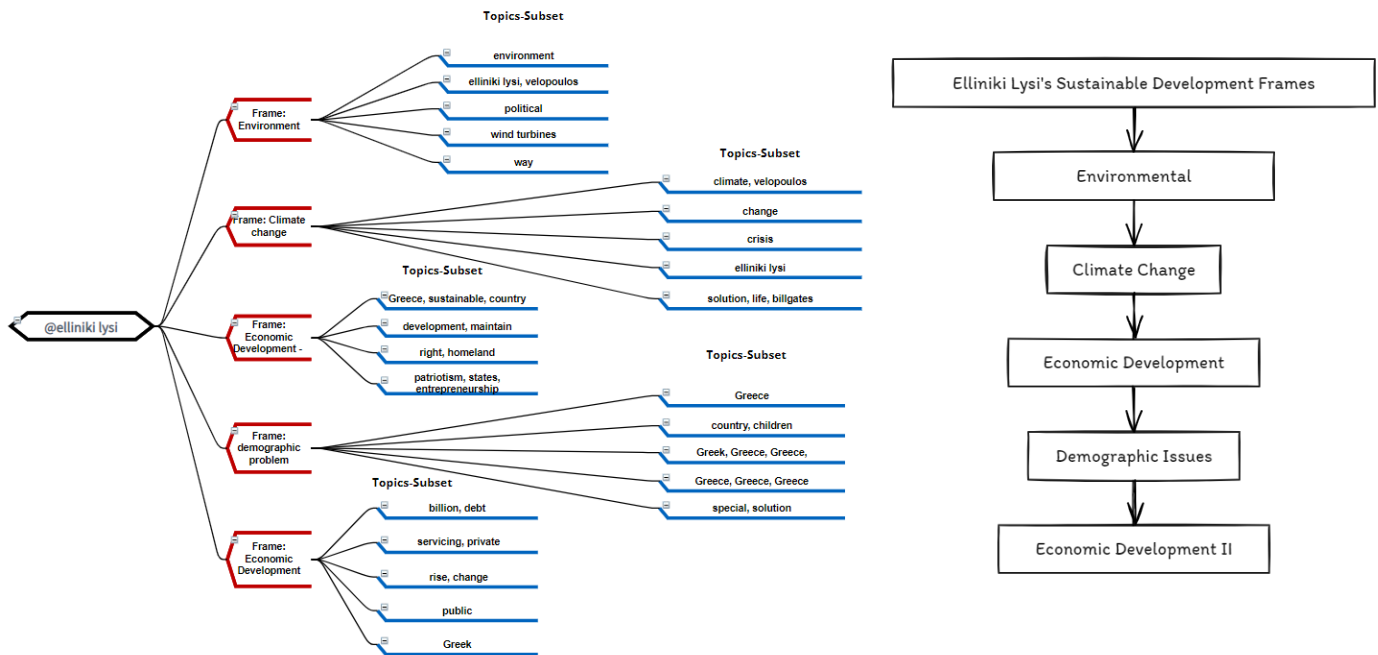 Topics-Subset
environment
elliniki lysi, velopoulos
political
wind turbines
way
Frame:
Environment
Topics-Subset
climate, velopoulos
change
crisis
elliniki lysi
solution, life, billgates
Frame: Climate
change
Topics-Subset
Greece, sustainable, country
development, maintain
right, homeland
patriotism, states,
entrepreneurship
Frame:
Economic
Development -
@elliniki lysi
Topics-Subset
Greece
country, children
Greek, Greece, Greece,
Greece, Greece, Greece
special, solution
Frame:
demographic
problem
Topics-Subset
billion, debt
servicing, private
rise, change
public
Greek
Frame:
Economic
Development
Elliniki Lysi's Sustainable Development Frames
Environmental
Climate Change
Economic Development
Demographic Issues
Economic Development II